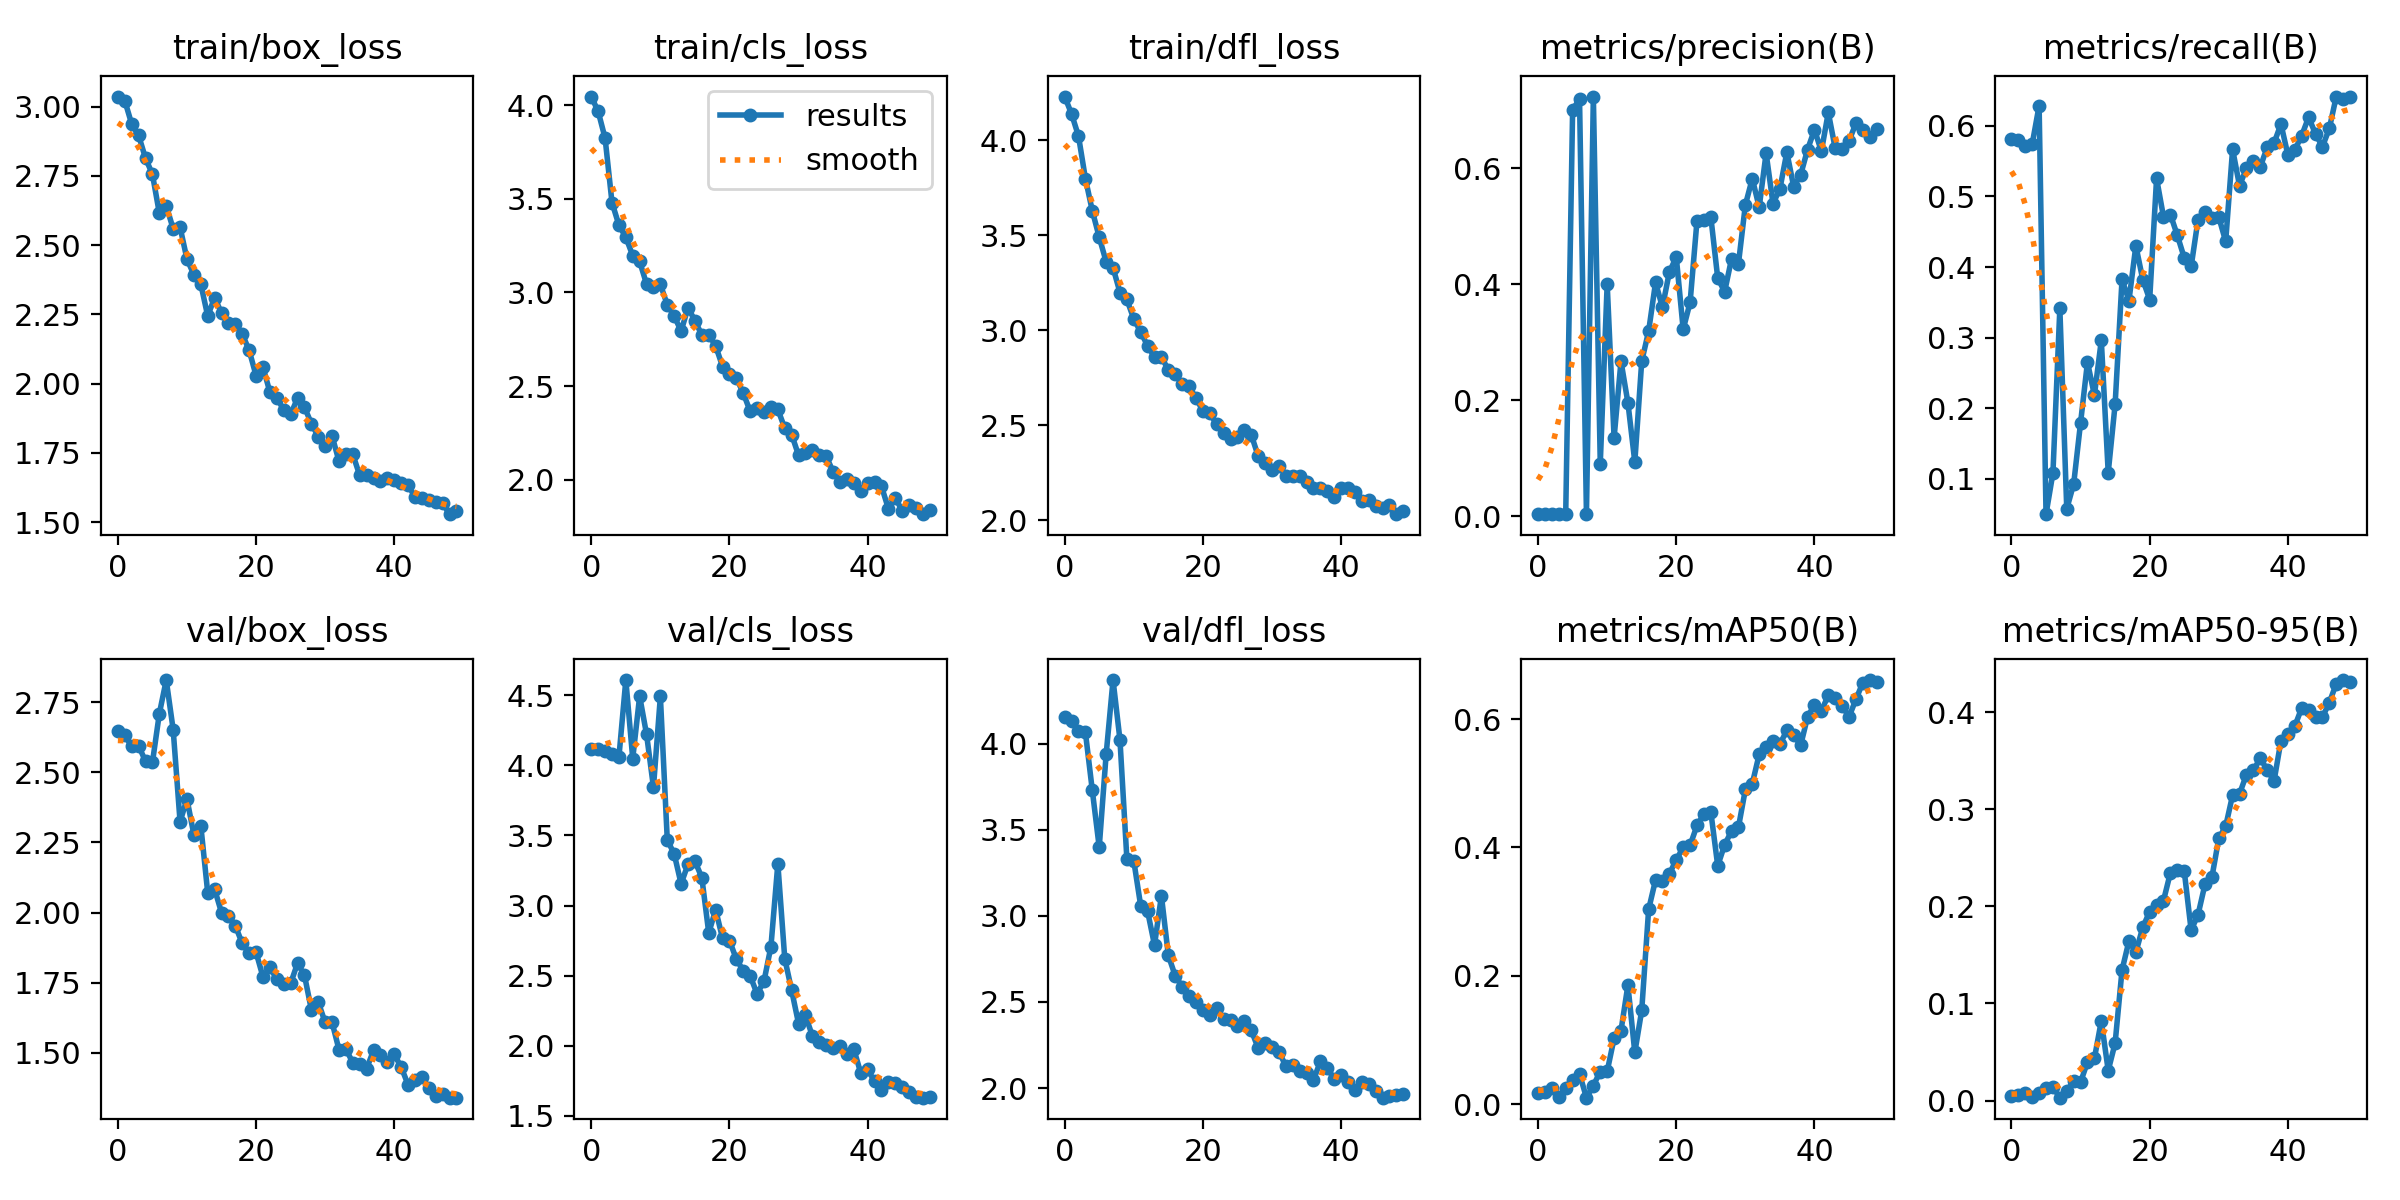 train/box_loss
train/cls_loss
train/dfl_loss
metrics/precision(B)
metrics/recall(B)
3.00
2.75
2.50
2.25
2.00
1.75
1.50
0 20 40
results
smooth
4.0
3.5
3.0
2.5
2.0
0 20 40
4.0
3.5
3.0
2.5
2.0
0 20 40
0.6
0.4
0.2
0.0
0 20 40
0.6
0.5
0.4
0.3
0.2
0.1
0 20 40
val/box_loss
val/cls_loss
val/dfl_loss
metrics/mAP50(B)
metrics/mAP50-95(B)
2.75
2.50
2.25
2.00
1.75
1.50
0 20 40
4.5
4.0
3.5
3.0
2.5
2.0
1.5
0 20 40
4.0
3.5
3.0
2.5
2.0
0 20 40
0.6
0.4
0.2
0.0
0 20 40
0.4
0.3
0.2
0.1
0.0
0 20 40